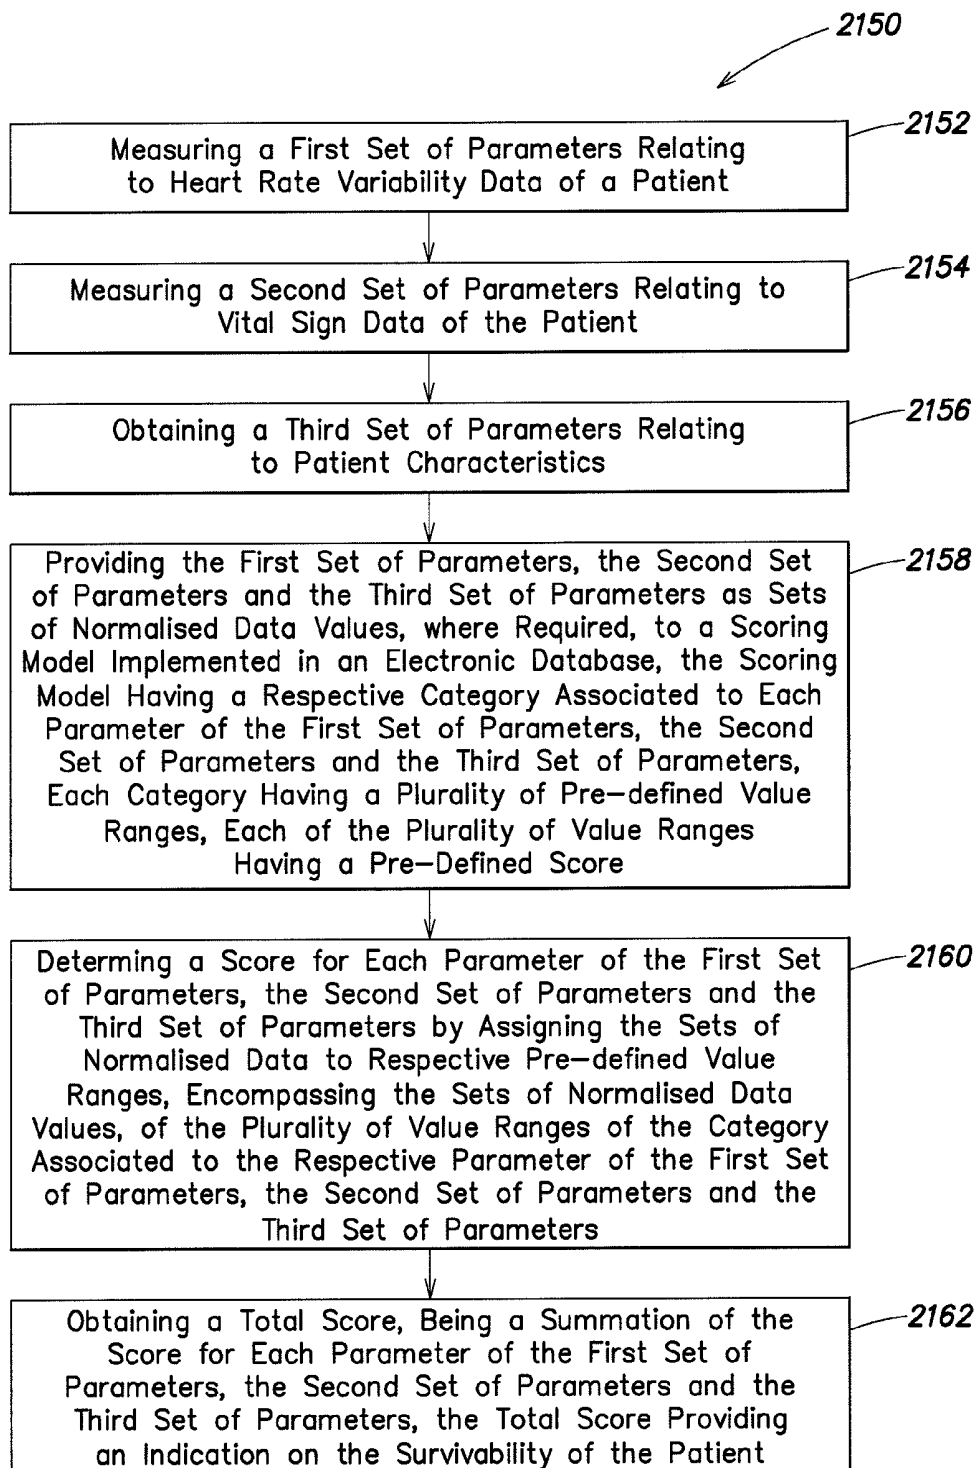 2150
2152
Measuring a First Set of Parameters Relating
to Heart Rate Variability Data of a Patient
2154
Measuring a Second Set of Parameters Relating to
Vital Sign Data of the Patient
2156
Obtaining a Third Set of Parameters Relating
to Patient Characteristics
2158
Providing the First Set of Parameters, the Second Set
of Parameters and the Third Set of Parameters as Sets
of Normalised Data Values, where Required, to a Scoring
Model Implemented in an Electronic Database, the Scoring
Model Having a Respective Category Associated to Each
Parameter of the First Set of Parameters, the Second
Set of Parameters and the Third Set of Parameters,
Each Category Having a Plurality of Pre-defined Value
Ranges, Each of the Plurality of Value Ranges
Having a Pre-Defined Score
2160
Determing a Score for Each Parameter of the First Set
of Parameters, the Second Set of Parameters and the
Third Set of Parameters by Assigning the Sets of
Normalised Data to Respective Pre-defined Value
Ranges, Encompassing the Sets of Normalised Data
Values, of the Plurality of Value Ranges of the Category
Associated to the Respective Parameter of the First Set
of Parameters, the Second Set of Parameters and the
Third Set of Parameters
2162
Obtaining a Total Score, Being a Summation of the
Score for Each Parameter of the First Set of
Parameters, the Second Set of Parameters and the
Third Set of Parameters, the Total Score Providing
an Indication on the Survivability of the Patient